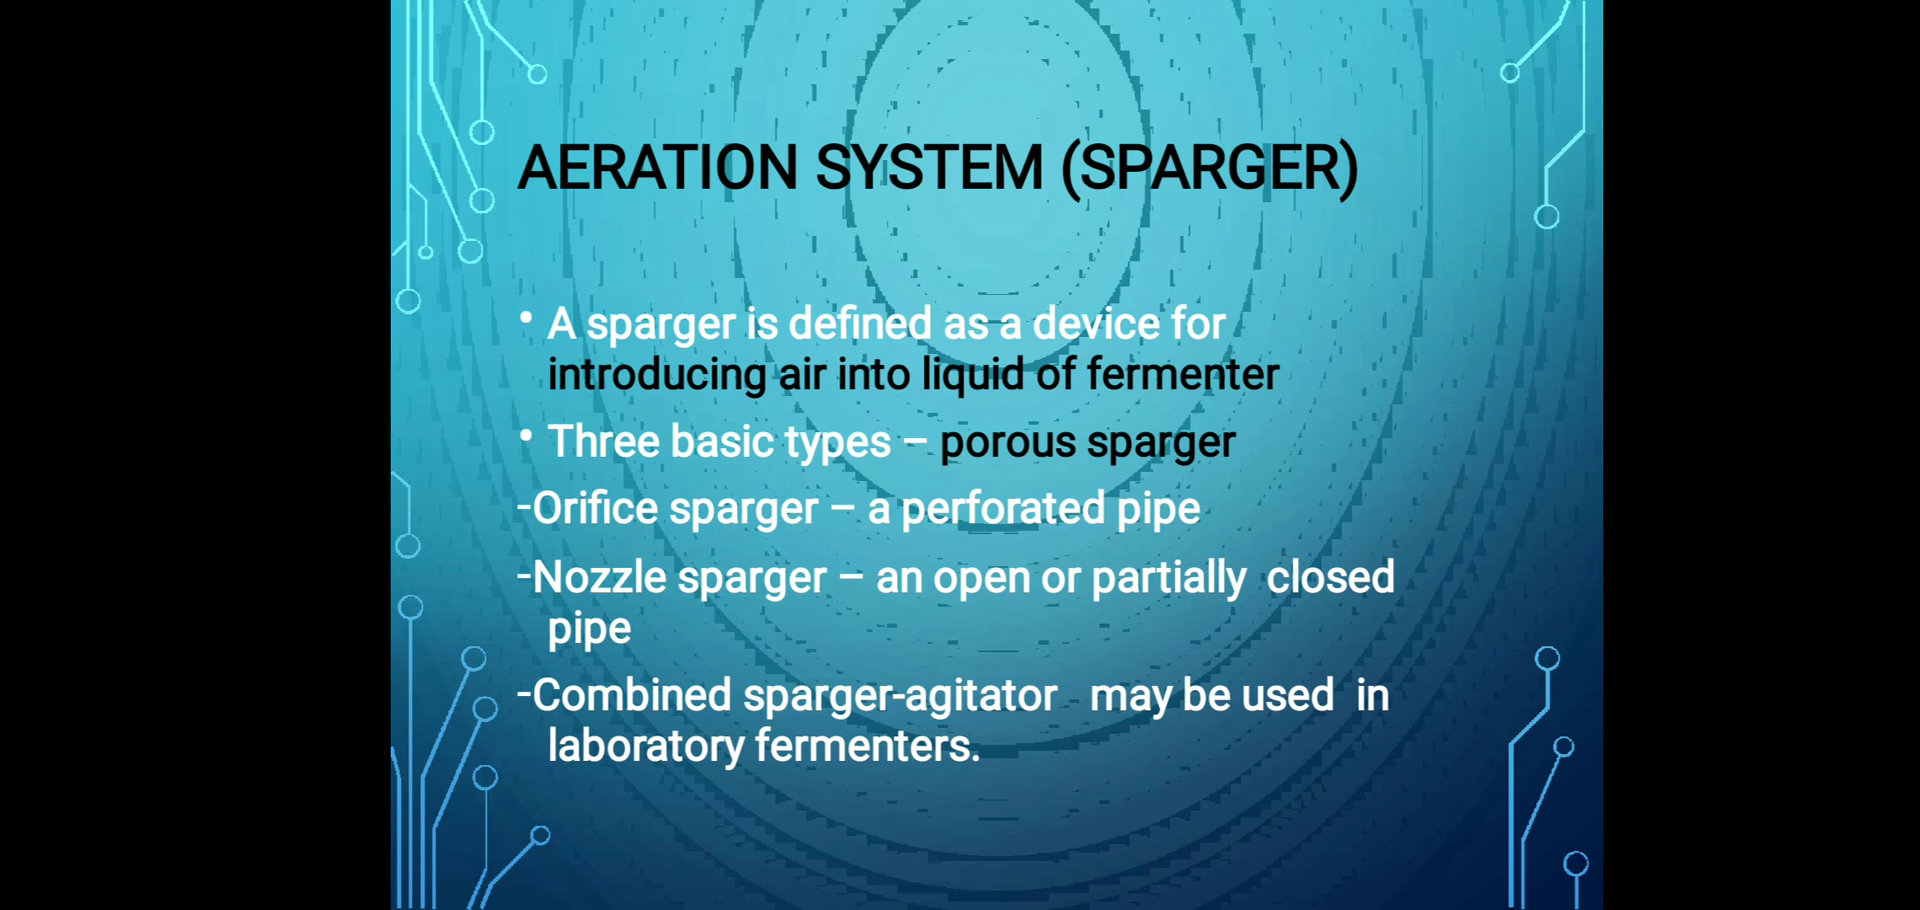 AERATION SYSTEM (SPARGER)
• A sparger is defined as a device for
introducing air into liquid of fermenter
• Three basic types – porous sparger
-Orifice sparger – a perforated pipe
-Nozzle sparger – an open or partially closed
pipe
-Combined sparger-agitator may be used in
laboratory fermenters.